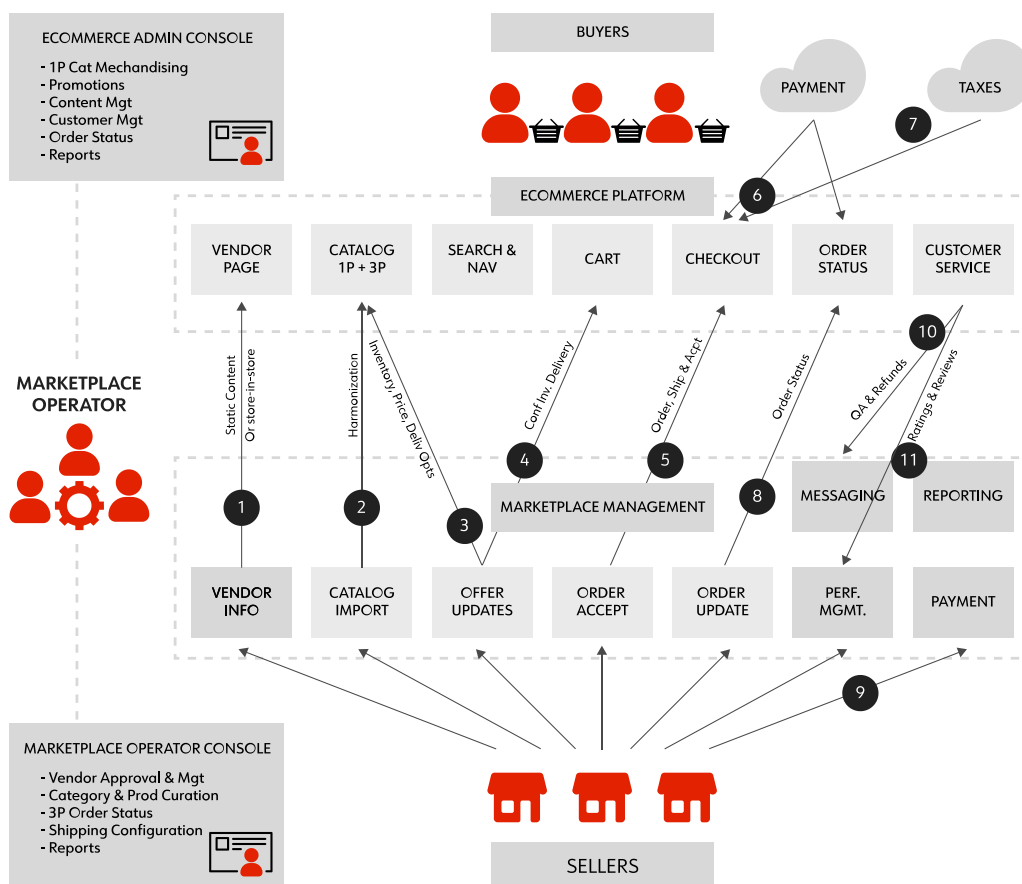 ECOMMERCE ADMIN CONSOLE
- 1P Cat Mechandising
- Promotions
- Content Mgt
- Customer Mgt
- Order Status
- Reports
BUYERS
PAYMENT
TAXES
7
6
ECOMMERCE PLATFORM
VENDOR
PAGE
CATALOG
1P + 3P
SEARCH &
NAV
CART
CHECKOUT
ORDER
STATUS
CUSTOMER
SERVICE
Static Content
Or store-in-store
Harmonization
Inventory, Price, Deliv Opts
Conf Inv. Delivery
Order, Ship & Acpt
Order Status
10
QA & Refunds
Ratings & Reviews
MARKETPLACE
OPERATOR
1
2
3
4
5
8
11
MARKETPLACE MANAGEMENT
MESSAGING
REPORTING
VENDOR
INFO
CATALOG
IMPORT
OFFER
UPDATES
ORDER
ACCEPT
ORDER
UPDATE
PERF.
MGMT.
PAYMENT
9
MARKETPLACE OPERATOR CONSOLE
- Vendor Approval & Mgt
- Category & Prod Curation
- 3P Order Status
- Shipping Configuration
- Reports
SELLERS